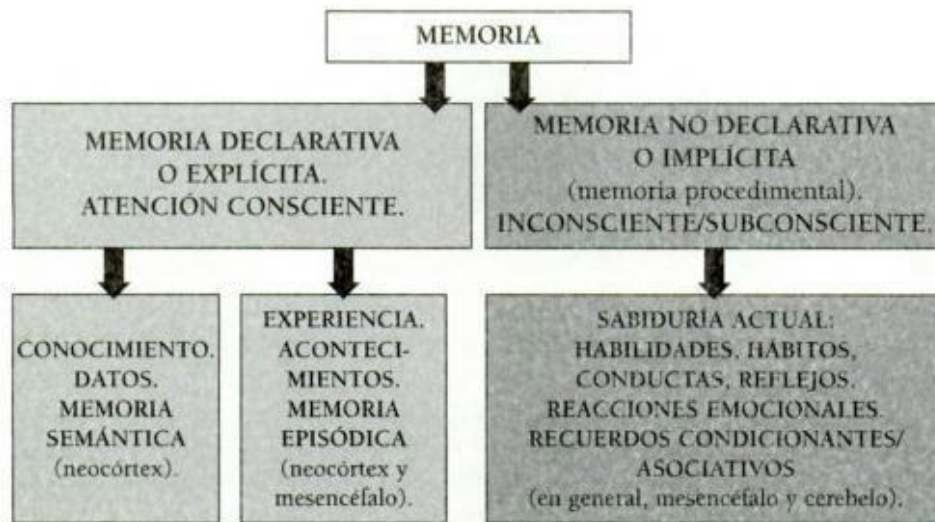 MEMORIA
MEMORIA DECLARATIVA
O EXPLÍCITA.
ATENCIÓN CONSCIENTE.
MEMORIA NO DECLARATIVA
O IMPLÍCITA
(memoria procedimental).
INCONSCIENTE/SUBCONSCIENTE.
CONOCIMIENTO.
DATOS.
MEMORIA
SEMÁNTICA
(neocórtex).
EXPERIENCIA.
ACONTECI-
MIENTOS.
MEMORIA
EPISÓDICA
(neocórtex y
mesencéfalo).
SABIDURÍA ACTUAL:
HABILIDADES, HÁBITOS,
CONDUCTAS, REFLEJOS.
REACCIONES EMOCIONALES.
RECUERDOS CONDICIONANTES/
ASOCIATIVOS
(en general, mesencéfalo y cerebelo).